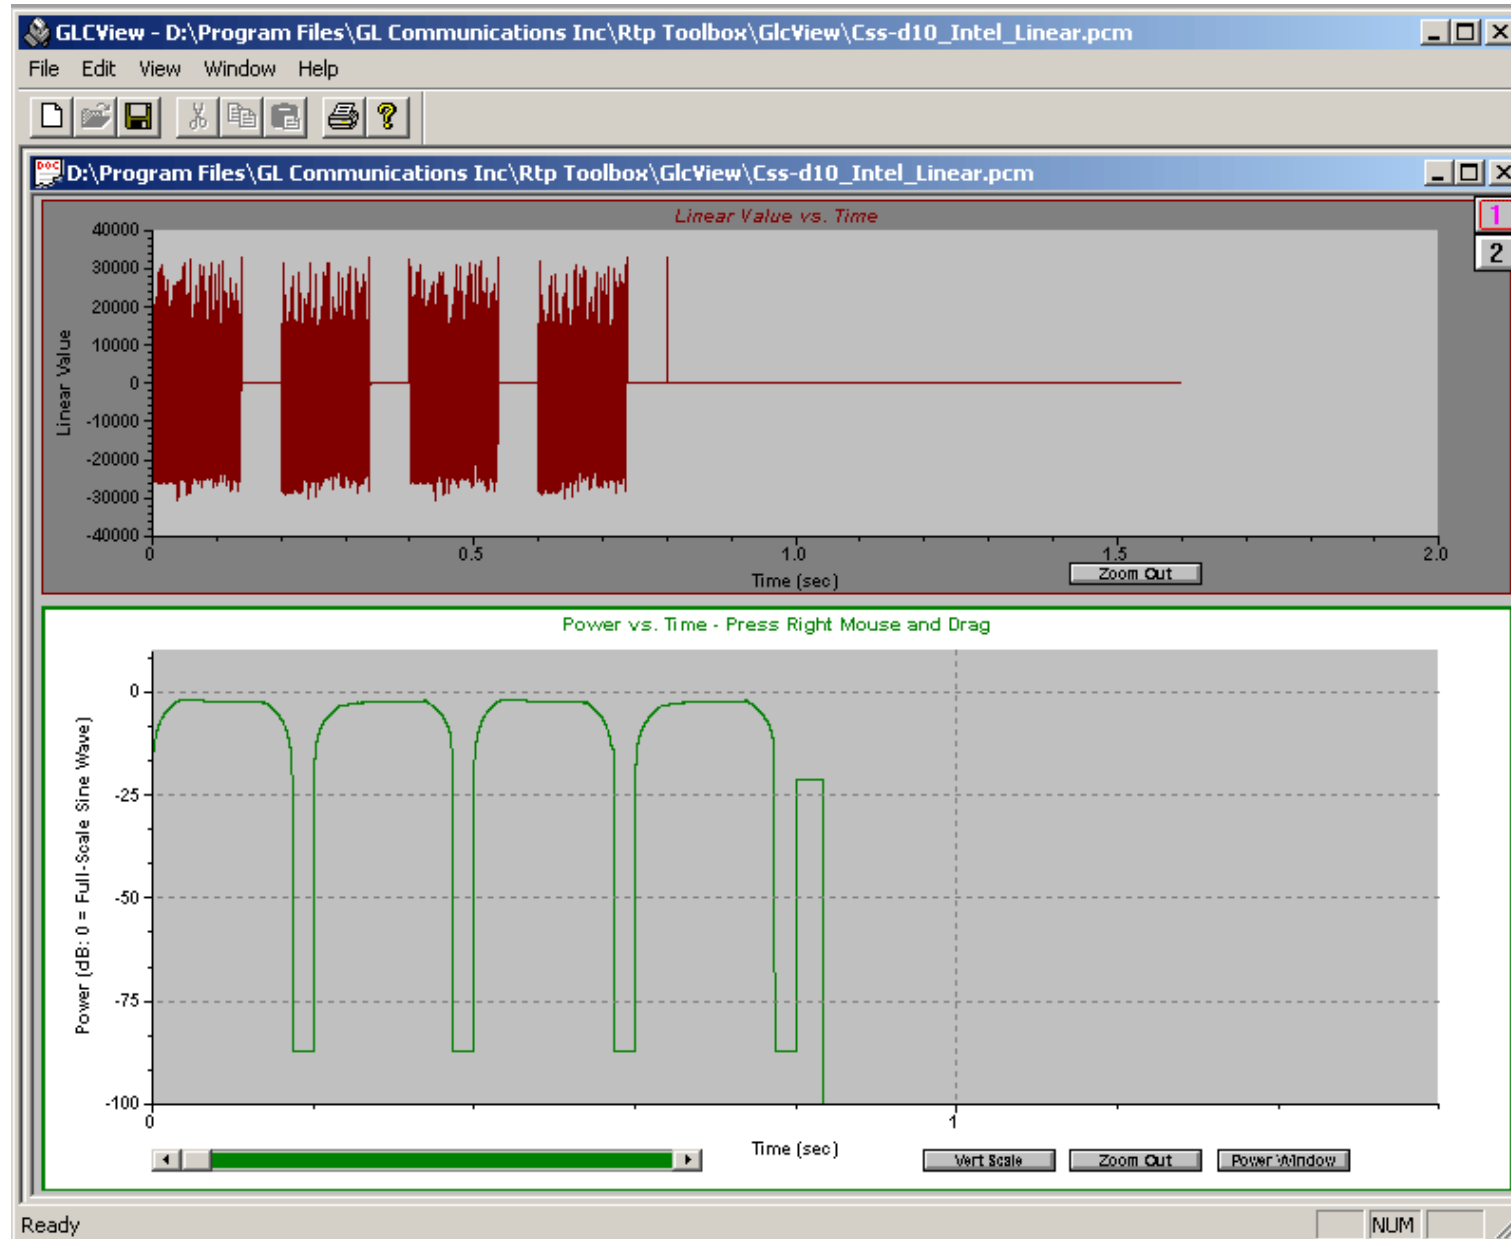 GLCView - D:\Program Files\GL Communications Inc\Rtp Toolbox\GlcView\Css-d10_Intel_Linear.pcm
File Edit View Window Help
DOC D:\Program Files\GL Communications Inc\Rtp Toolbox\GlcView\Css-d10_Intel_Linear.pcm
Linear Value vs. Time
1
2
40000
30000
20000
10000
0
-10000
-20000
-30000
-40000
Linear Value
0 0.5 1.0 1.5 2.0
Time (sec)
Zoom Out
Power vs. Time - Press Right Mouse and Drag
0
-25
-50
-75
-100
Power (dB: 0 = Full-Scale Sine Wave)
0 1
Time (sec)
Vert Scale Zoom Out Power Window
Ready NUM